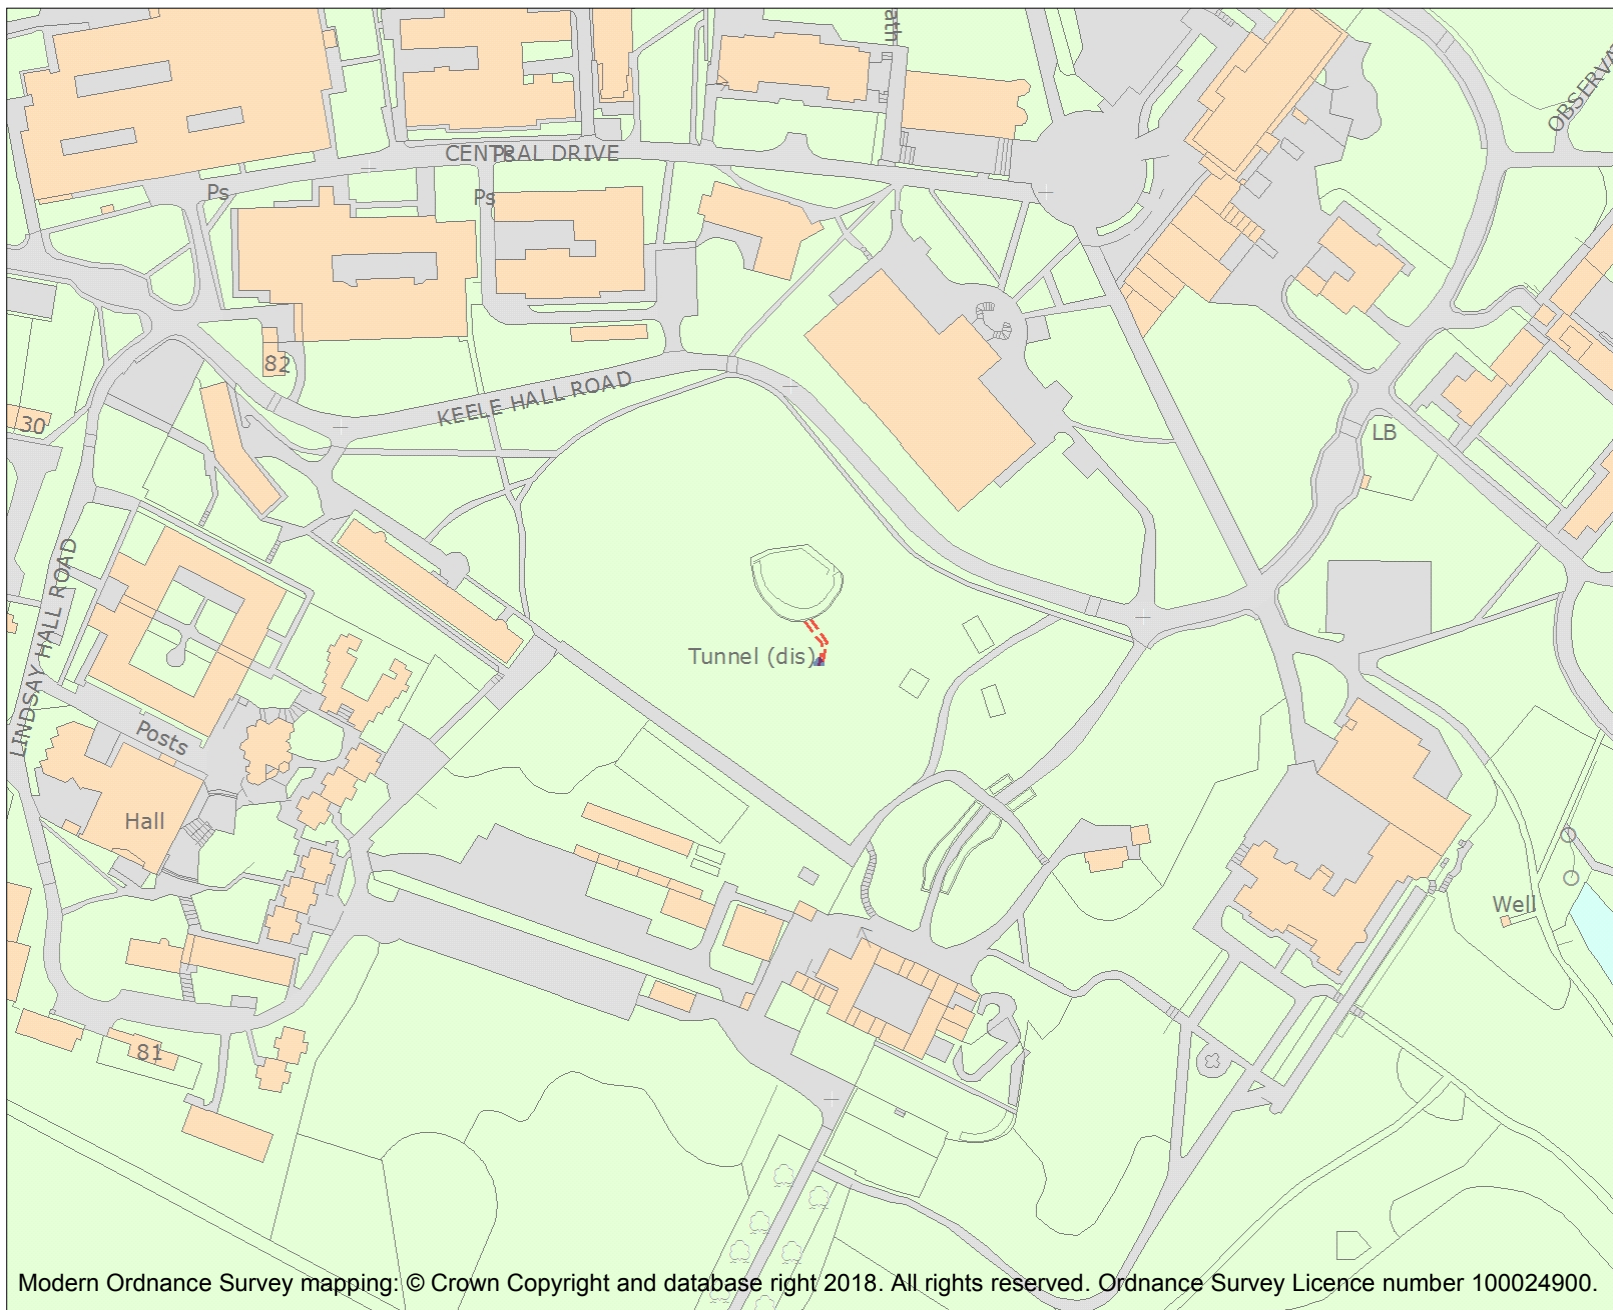 ath
OBSERVA
CENTRAL DRIVE
Ps
Ps
Ps
82
KEELE HALL ROAD
30
LB
LINDSAY HALL ROAD
Tunnel (dis)
Posts
Hall
Well
81
Modern Ordnance Survey mapping: © Crown Copyright and database right 2018. All rights reserved. Ordnance Survey Licence number 100024900.